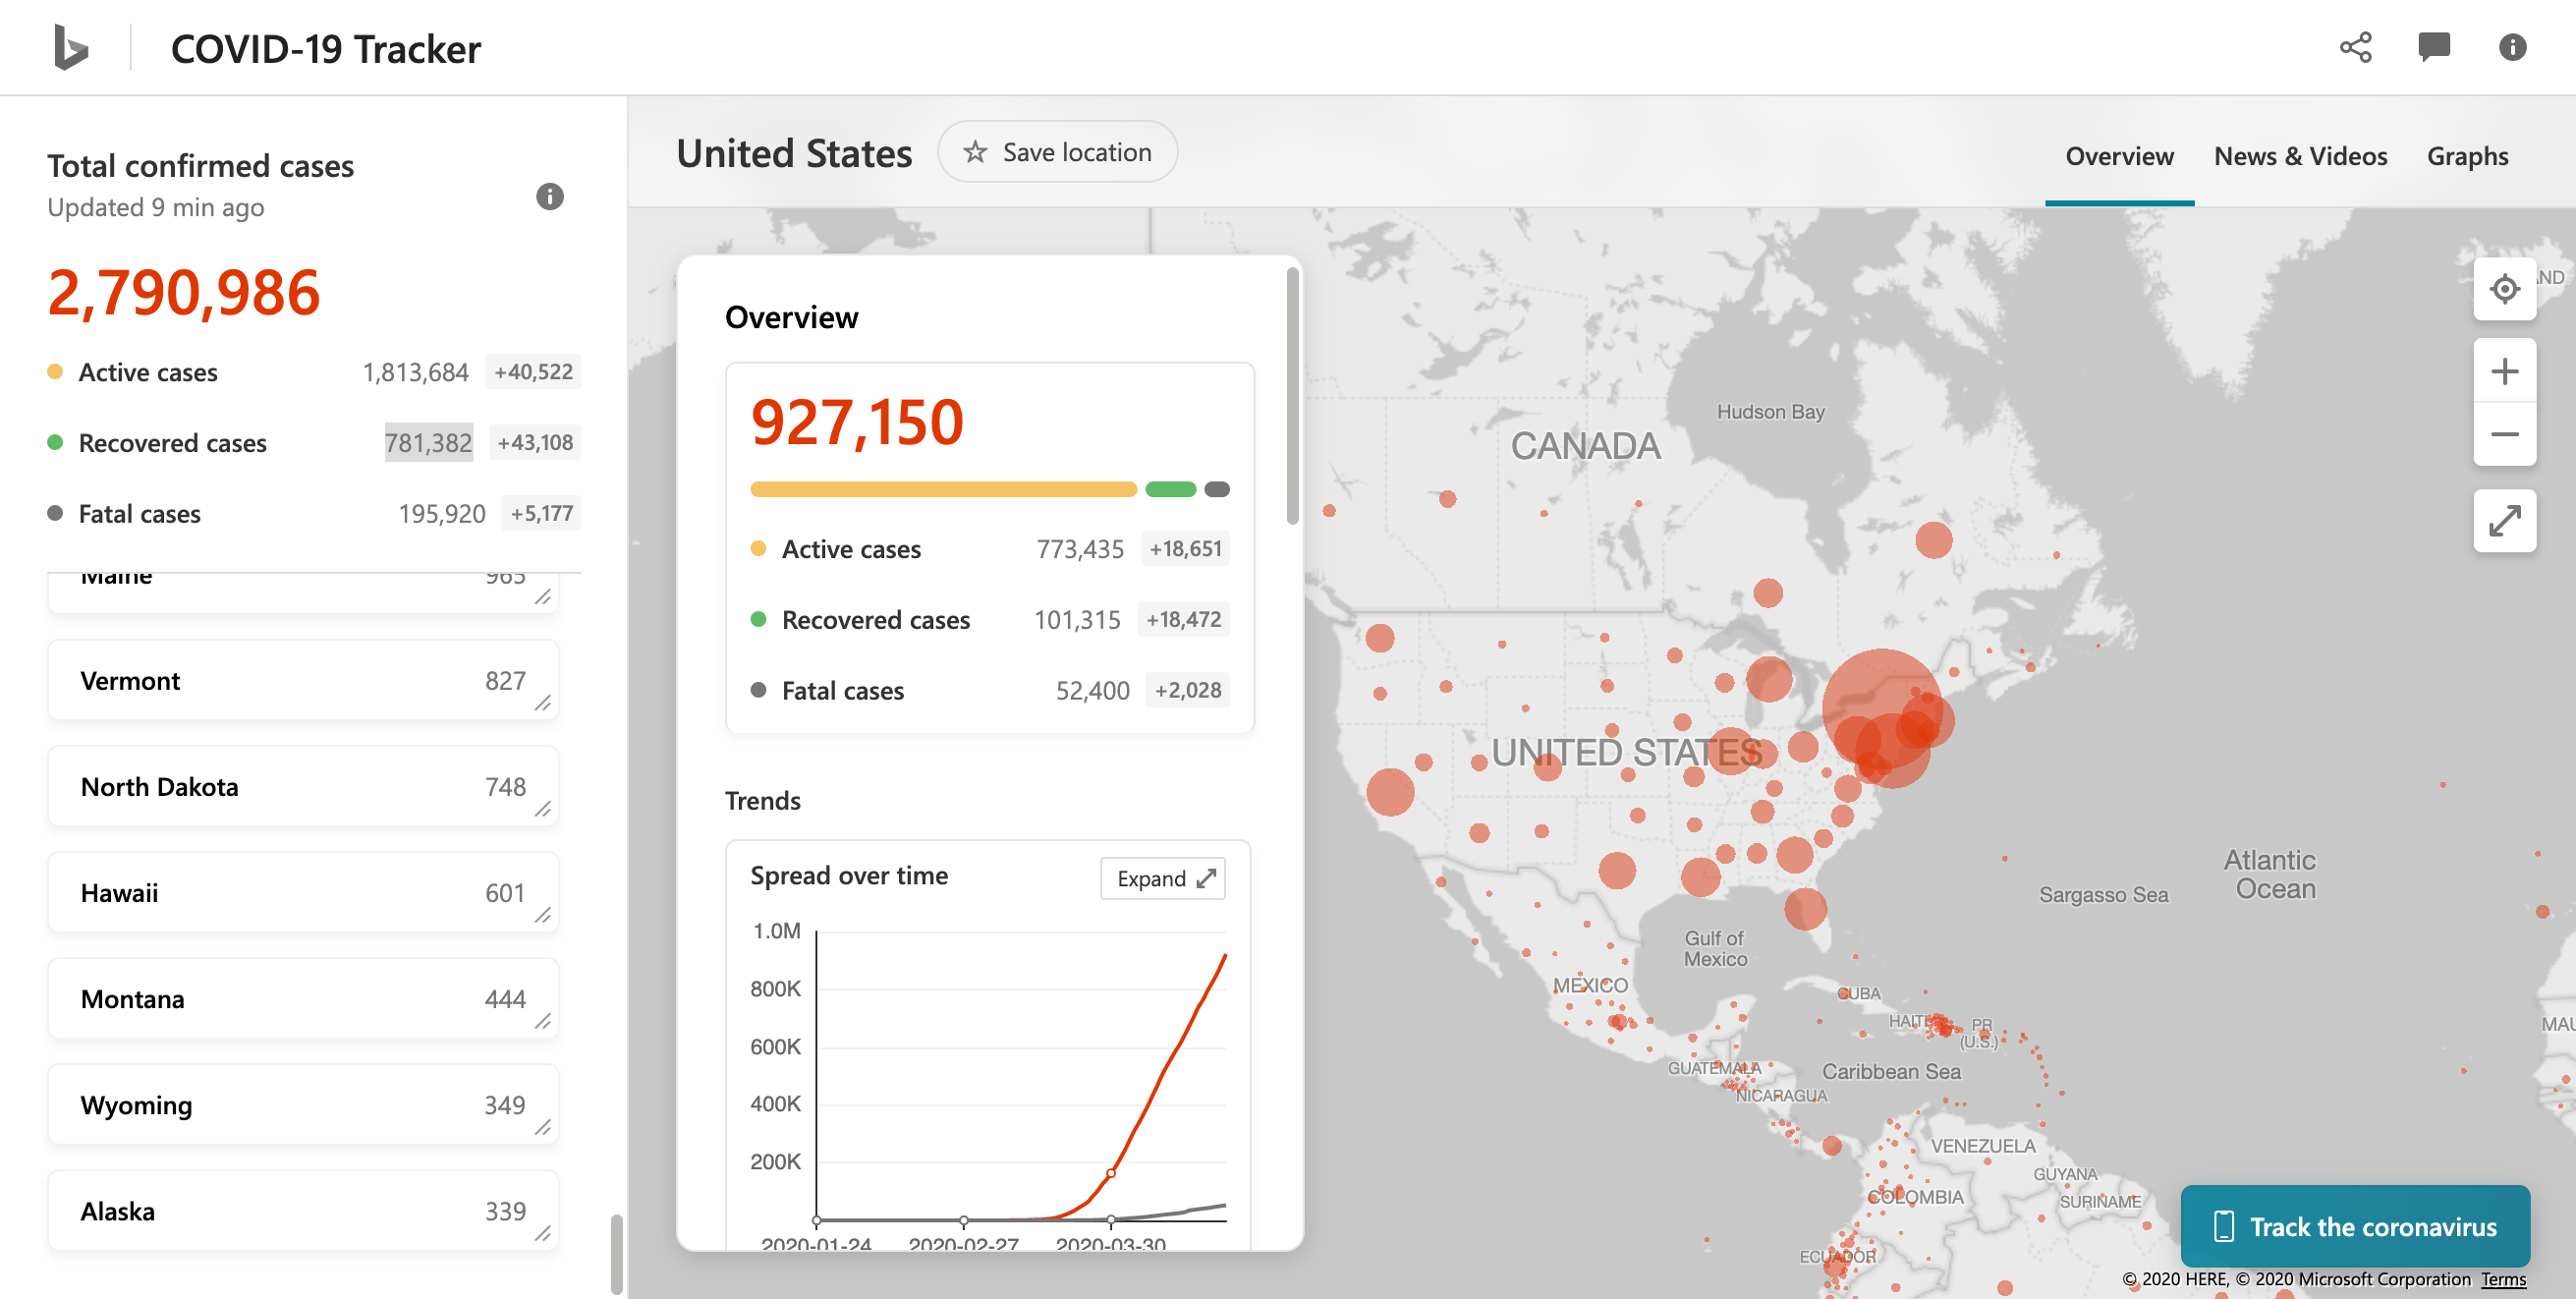 COVID-19 Tracker
Total confirmed cases
Updated 9 min ago
2,790,986
Active cases 1,813,684 +40,522
Recovered cases 781,382 +43,108
Fatal cases 195,920 +5,177
Maine 965
Vermont 827
North Dakota 748
Hawaii 601
Montana 444
Wyoming 349
Alaska 339
United States
Save location
Overview
News & Videos
Graphs
Overview
927,150
Active cases 773,435 +18,651
Recovered cases 101,315 +18,472
Fatal cases 52,400 +2,028
Trends
Spread over time
Expand
1.0M
800K
600K
400K
200K
2020-01-24 2020-02-27 2020-03-30
Hudson Bay
CANADA
UNITED STATES
Atlantic
Ocean
Sargasso Sea
Gulf of
Mexico
MEXICO
CUBA
HAITI
PR
(U.S.)
GUATEMALA
Caribbean Sea
NICARAGUA
VENEZUELA
GUYANA
COLOMBIA
SURINAME
ECUADOR
Track the coronavirus
© 2020 HERE, © 2020 Microsoft Corporation Terms